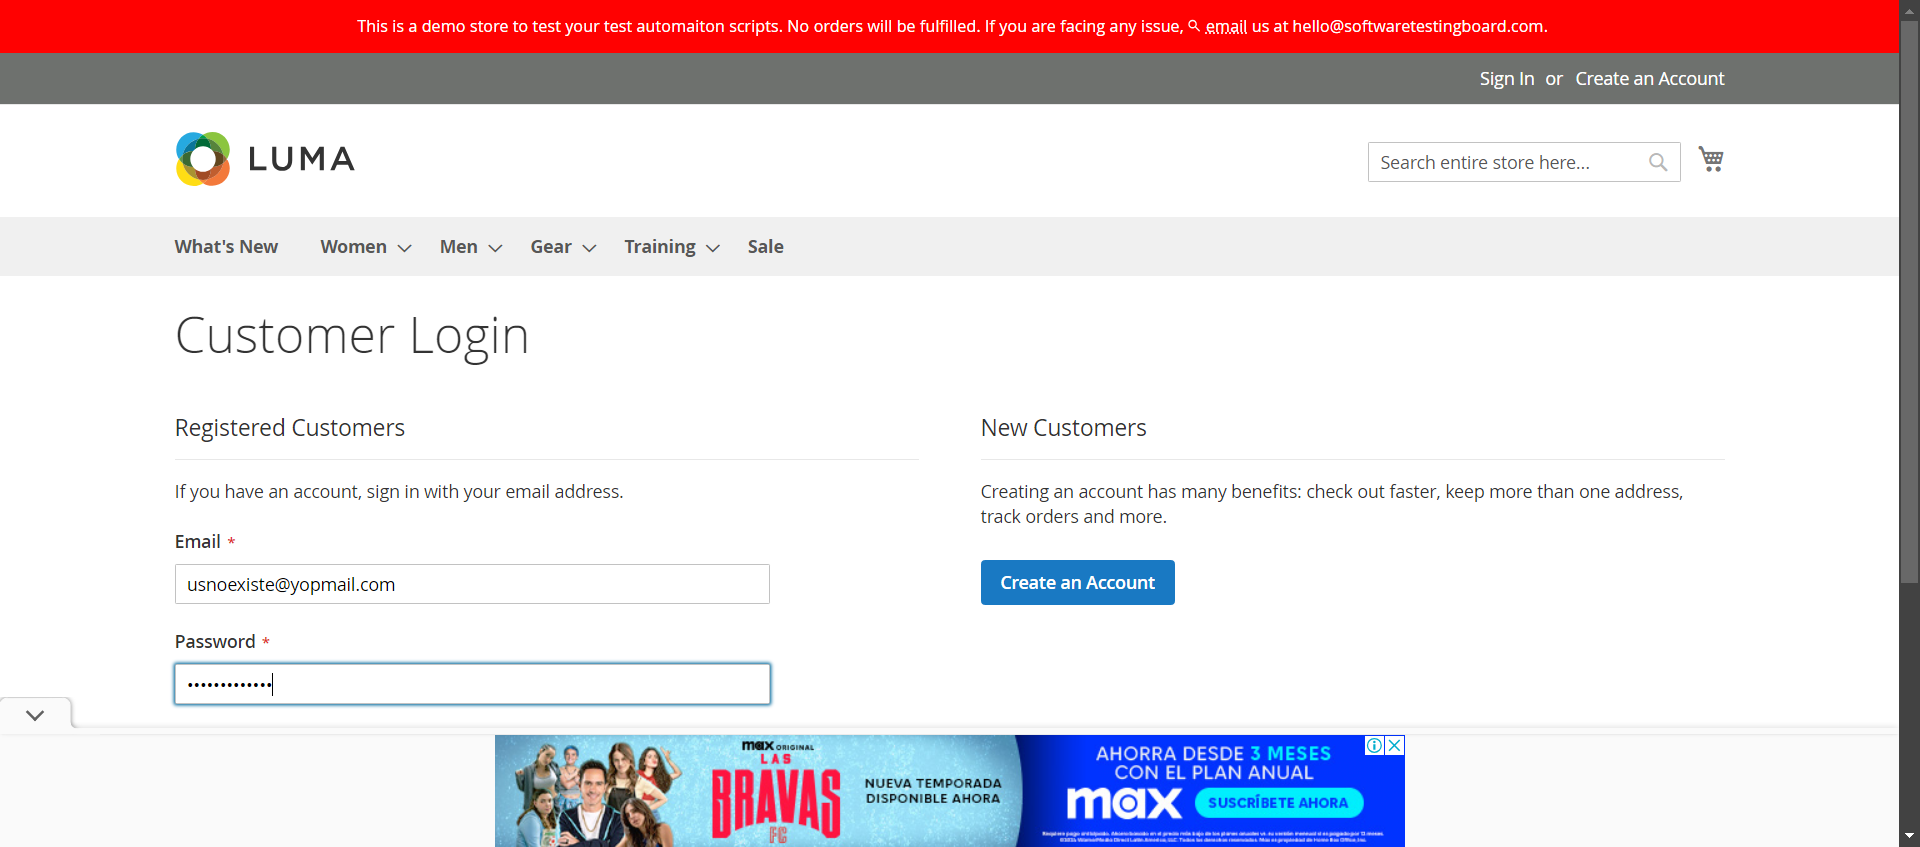 This is a demo store to test your test automaiton scripts. No orders will be fulfilled. If you are facing any issue, email us at hello@softwaretestingboard.com.
Sign In or Create an Account
LUMA
Search entire store here...
What's New Women Men Gear Training Sale
Customer Login
Registered Customers
If you have an account, sign in with your email address.
Email *
usnoexiste@yopmail.com
Password *
•••••••••••••
New Customers
Creating an account has many benefits: check out faster, keep more than one address,
track orders and more.
Create an Account
max ORIGINAL
LAS
BRAVAS
FC
NUEVA TEMPORADA
DISPONIBLE AHORA
AHORRA DESDE 3 MESES
CON EL PLAN ANUAL
max SUSCRÍBETE AHORA